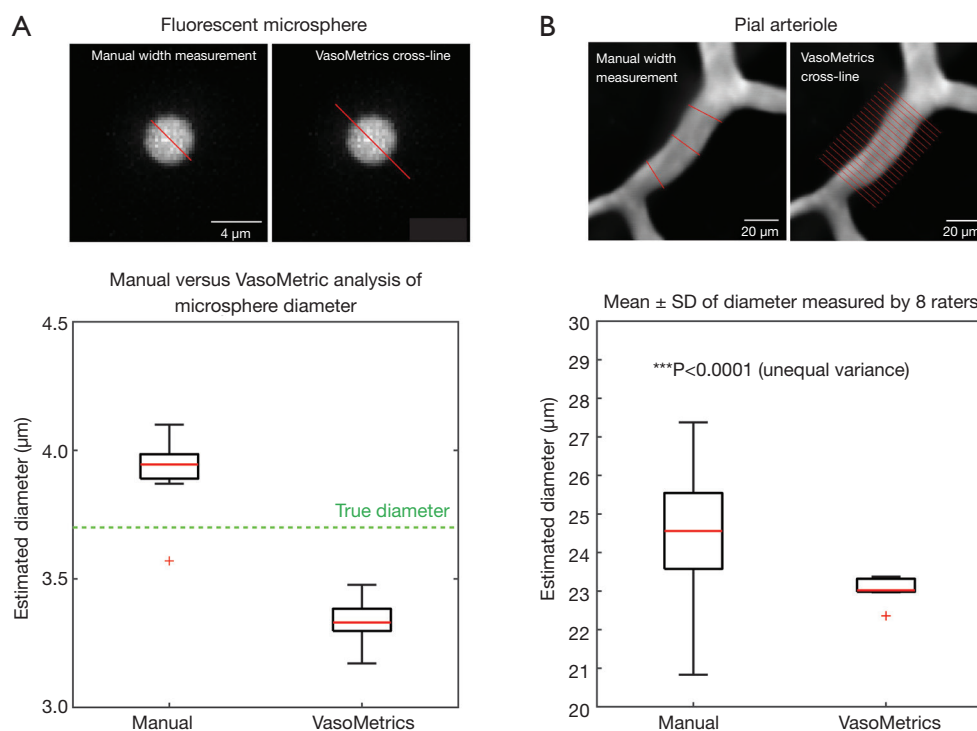 A
Fluorescent microsphere
Manual width measurement
VasoMetrics cross-line
4 µm
Manual versus VasoMetric analysis of
microsphere diameter
Estimated diameter (µm)
4.5
4.0
3.5
3.0
True diameter
Manual
VasoMetrics
B
Pial arteriole
Manual width
measurement
VasoMetrics
cross-line
20 µm
20 µm
Mean ± SD of diameter measured by 8 raters
Estimated diameter (µm)
30
29
28
27
26
25
24
23
22
21
20
***P<0.0001 (unequal variance)
Manual
VasoMetrics